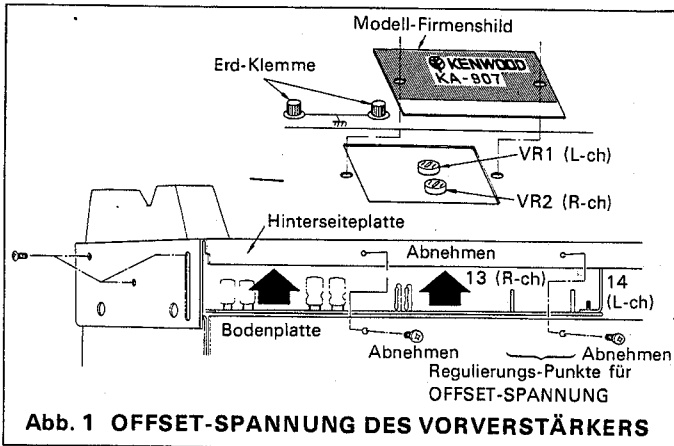 Modell-Firmenshild
Erd-Klemme
KENWOOD
KA-907
VR1 (L-ch)
VR2 (R-ch)
Hinterseiteplatte
Abnehmen
13 (R-ch)
14
(L-ch)
Bodenplatte
Abnehmen
Abnehmen
Regulierungs-Punkte für
OFFSET-SPANNUNG
Abb. 1 OFFSET-SPANNUNG DES VORVERSTÄRKERS